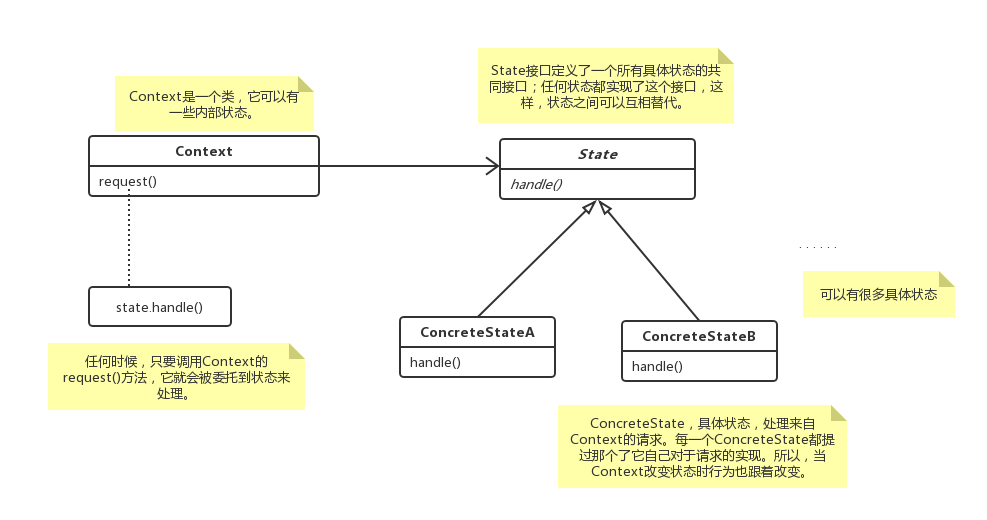 State接口定义了一个所有具体状态的共
同接口；任何状态都实现了这个接口，这
样，状态之间可以互相替代。
Context是一个类，它可以有
一些内部状态。
Context
request()
State
handle()
......
可以有很多具体状态
state.handle()
ConcreteStateA
handle()
ConcreteStateB
handle()
任何时候，只要调用Context的
request()方法，它就会被委托到状态来
处理。
ConcreteState，具体状态，处理来自
Context的请求。每一个ConcreteState都提
过那个了它自己对于请求的实现。所以，当
Context改变状态时行为也跟着改变。